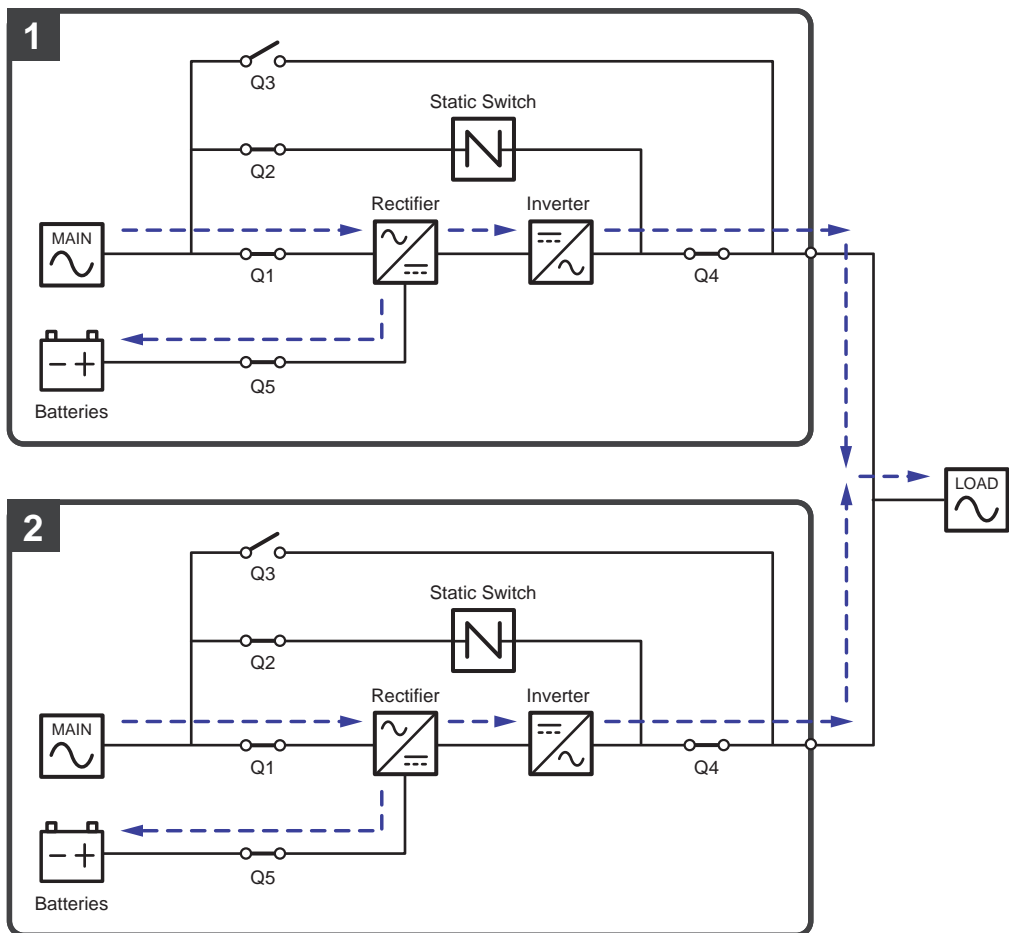 1
Q3
Static Switch
Q2
Rectifier
Inverter
MAIN
Q1
Q4
Q5
Batteries
LOAD
2
Q3
Static Switch
Q2
Rectifier
Inverter
MAIN
Q1
Q4
Q5
Batteries